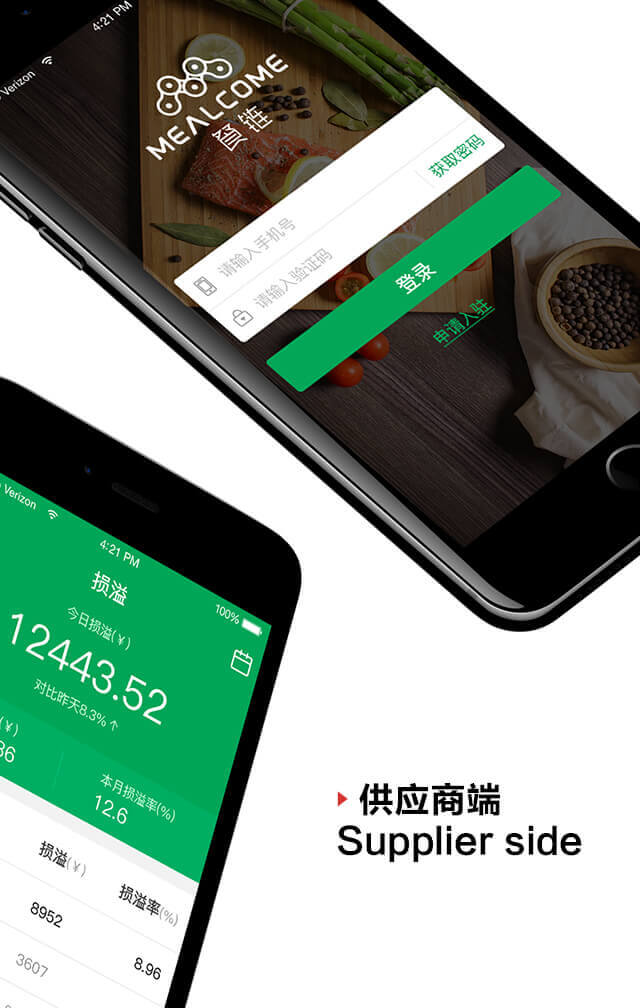 4:21 PM
Verizon
MEALCOME
餐链
获取密码
请输入手机号
请输入验证码
登录
申请入驻
Verizon
4:21 PM
100%
损溢
今日损溢(¥)
12443.52
对比昨天8.3%↑
(¥)
36
本月损溢率(%)
12.6
损溢(¥)
损溢率(%)
8952
8.96
3607
供应商端
Supplier side